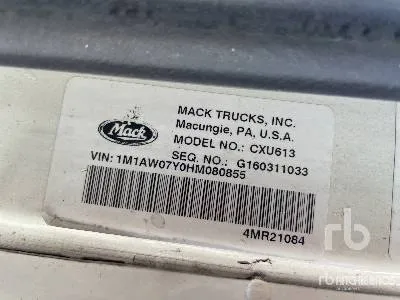 MACK TRUCKS, INC.
Macungie, PA, U.S.A.
MODEL NO.: CXU613
SEQ. NO.: G160311033
Mack
VIN: 1M1AW07Y0HM080855
4MR21084
rb